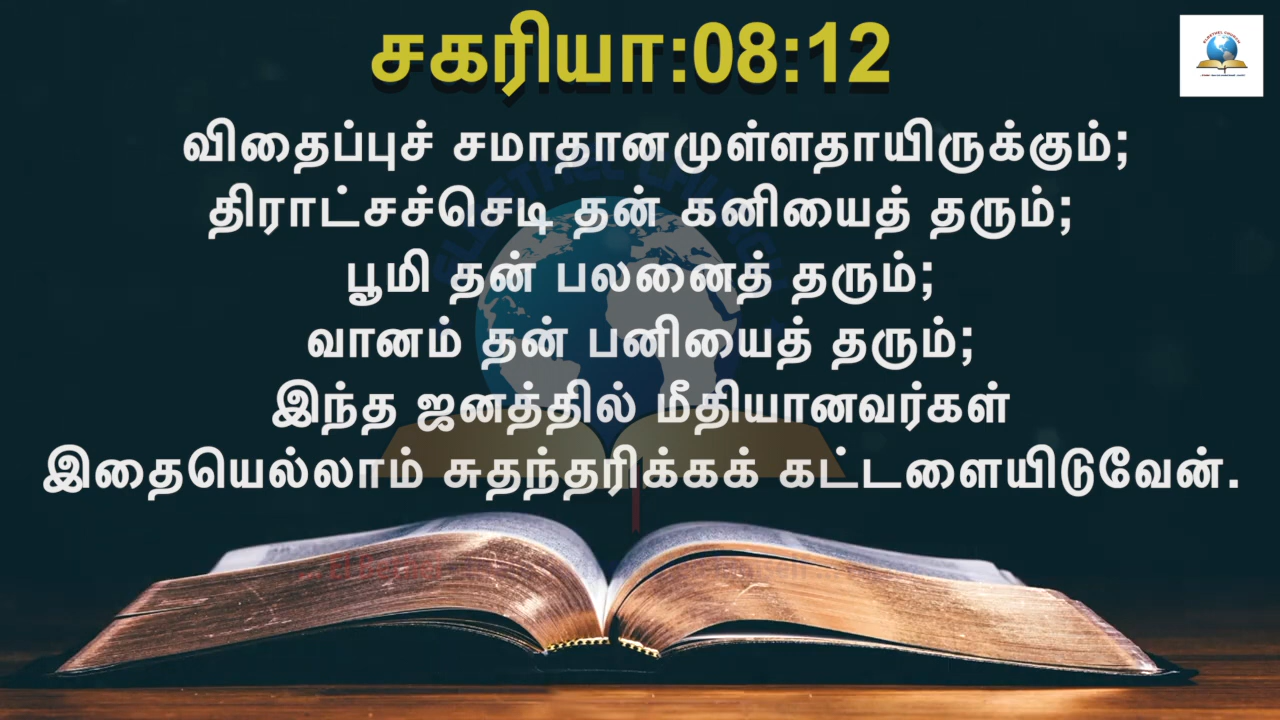 சகரியா:08:12
விதைப்புச் சமாதானமுள்ளதாயிருக்கும்;
திராட்சச்செடி தன் கனியைத் தரும்;
பூமி தன் பலனைத் தரும்;
வானம் தன் பனியைத் தரும்;
இந்த ஜனத்தில் மீதியானவர்கள்
இதையெல்லாம் சுதந்தரிக்கக் கட்டளையிடுவேன்.